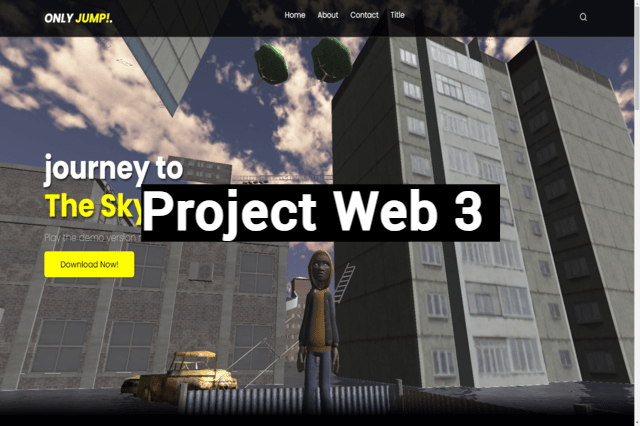 ONLY JUMP!.
Home About Contact Title
journey to
The Sky
Project Web 3
Play the demo version
Download Now!